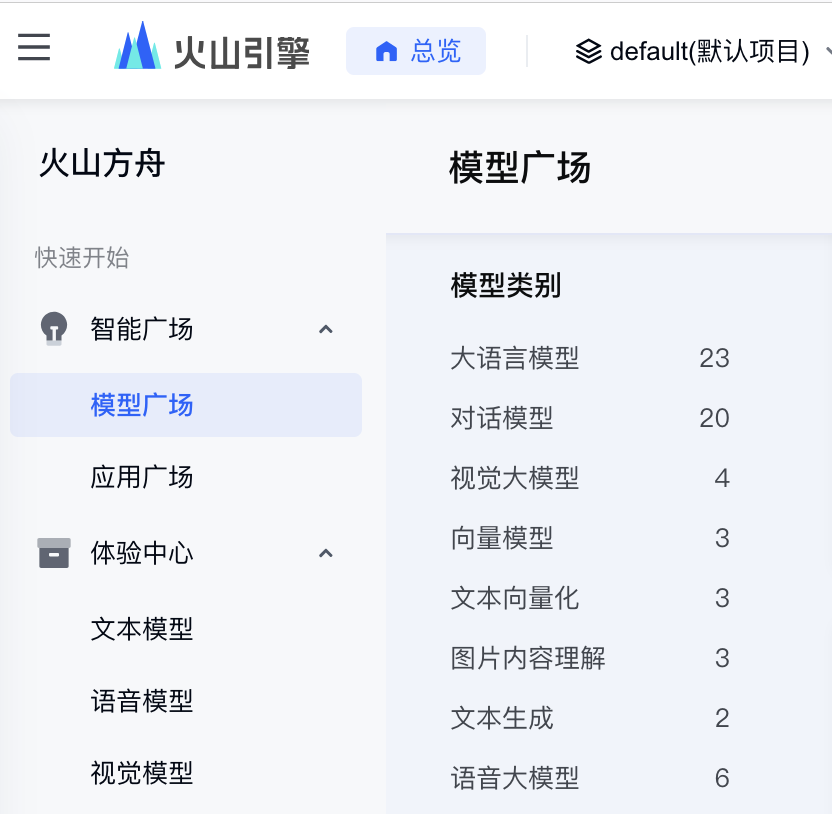 火山引擎 总览 default(默认项目)
火山方舟
快速开始
智能广场
模型广场
应用广场
体验中心
文本模型
语音模型
视觉模型
模型广场
模型类别
大语言模型 23
对话模型 20
视觉大模型 4
向量模型 3
文本向量化 3
图片内容理解 3
文本生成 2
语音大模型 6